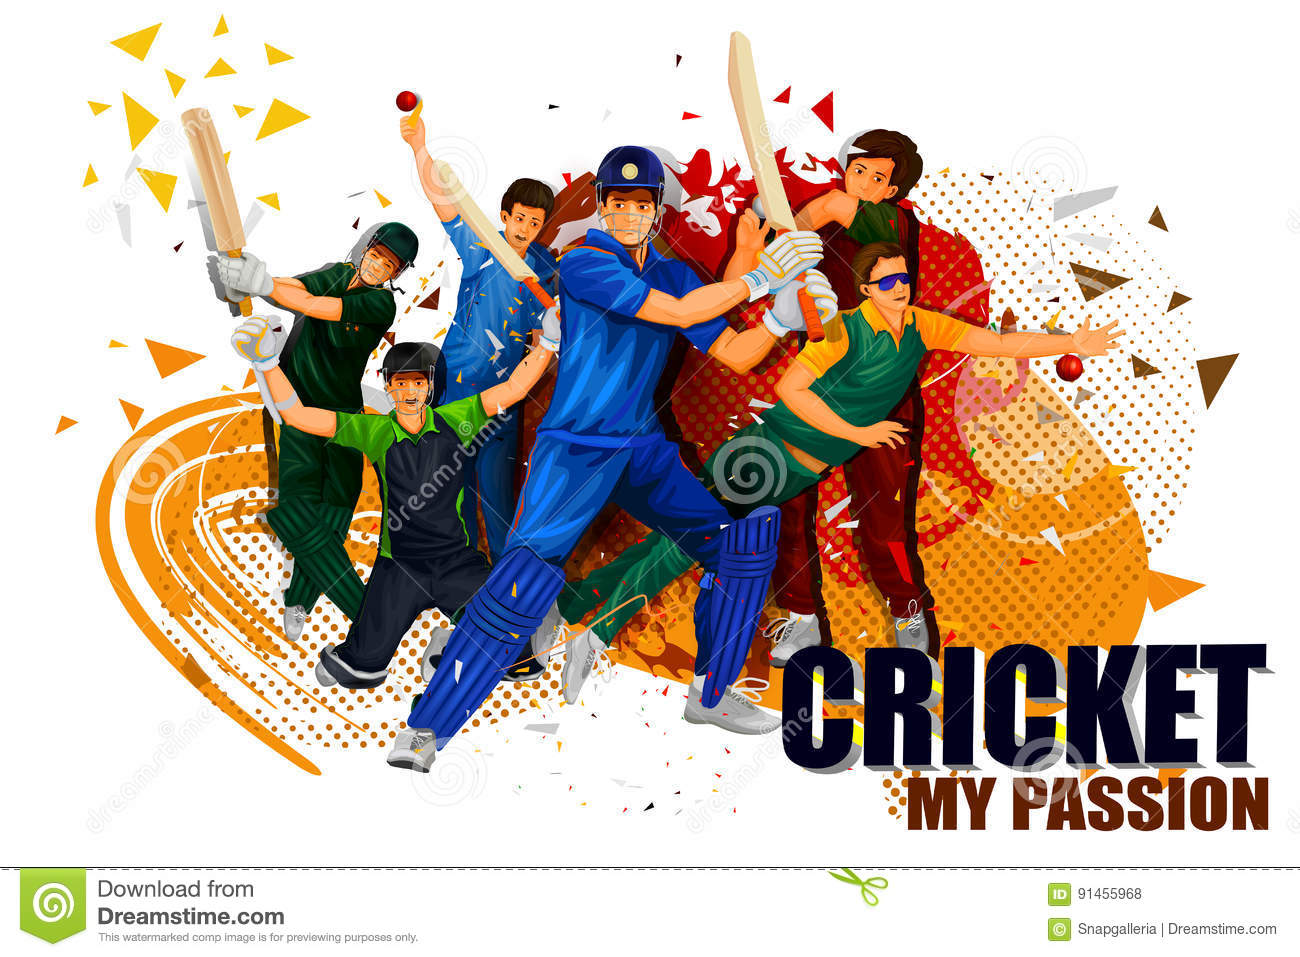 CRICKET
MY PASSION
Download from
Dreamstime.com
This watermarked comp image is for previewing purposes only.
ID 91455968
Snapgalleria | Dreamstime.com